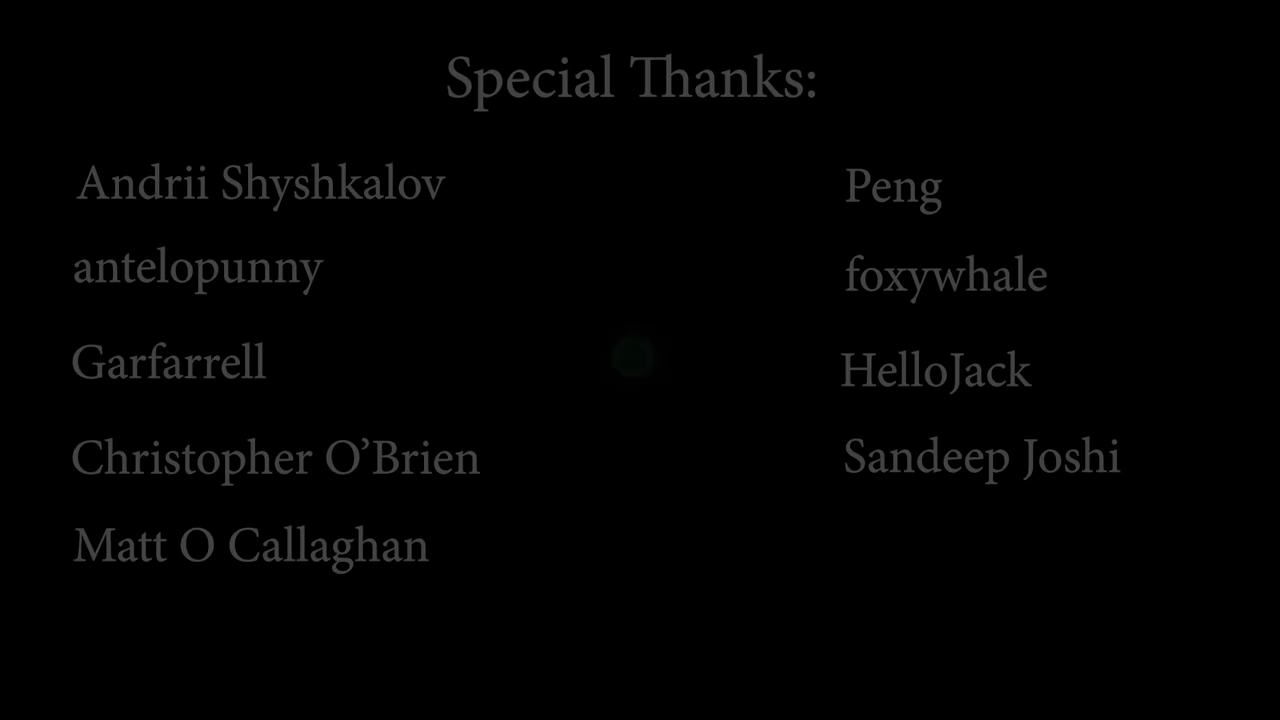 Special Thanks:
Andrii Shyshkalov
antelopunny
Garfarrell
Christopher O’Brien
Matt O Callaghan
Peng
foxywhale
HelloJack
Sandeep Joshi